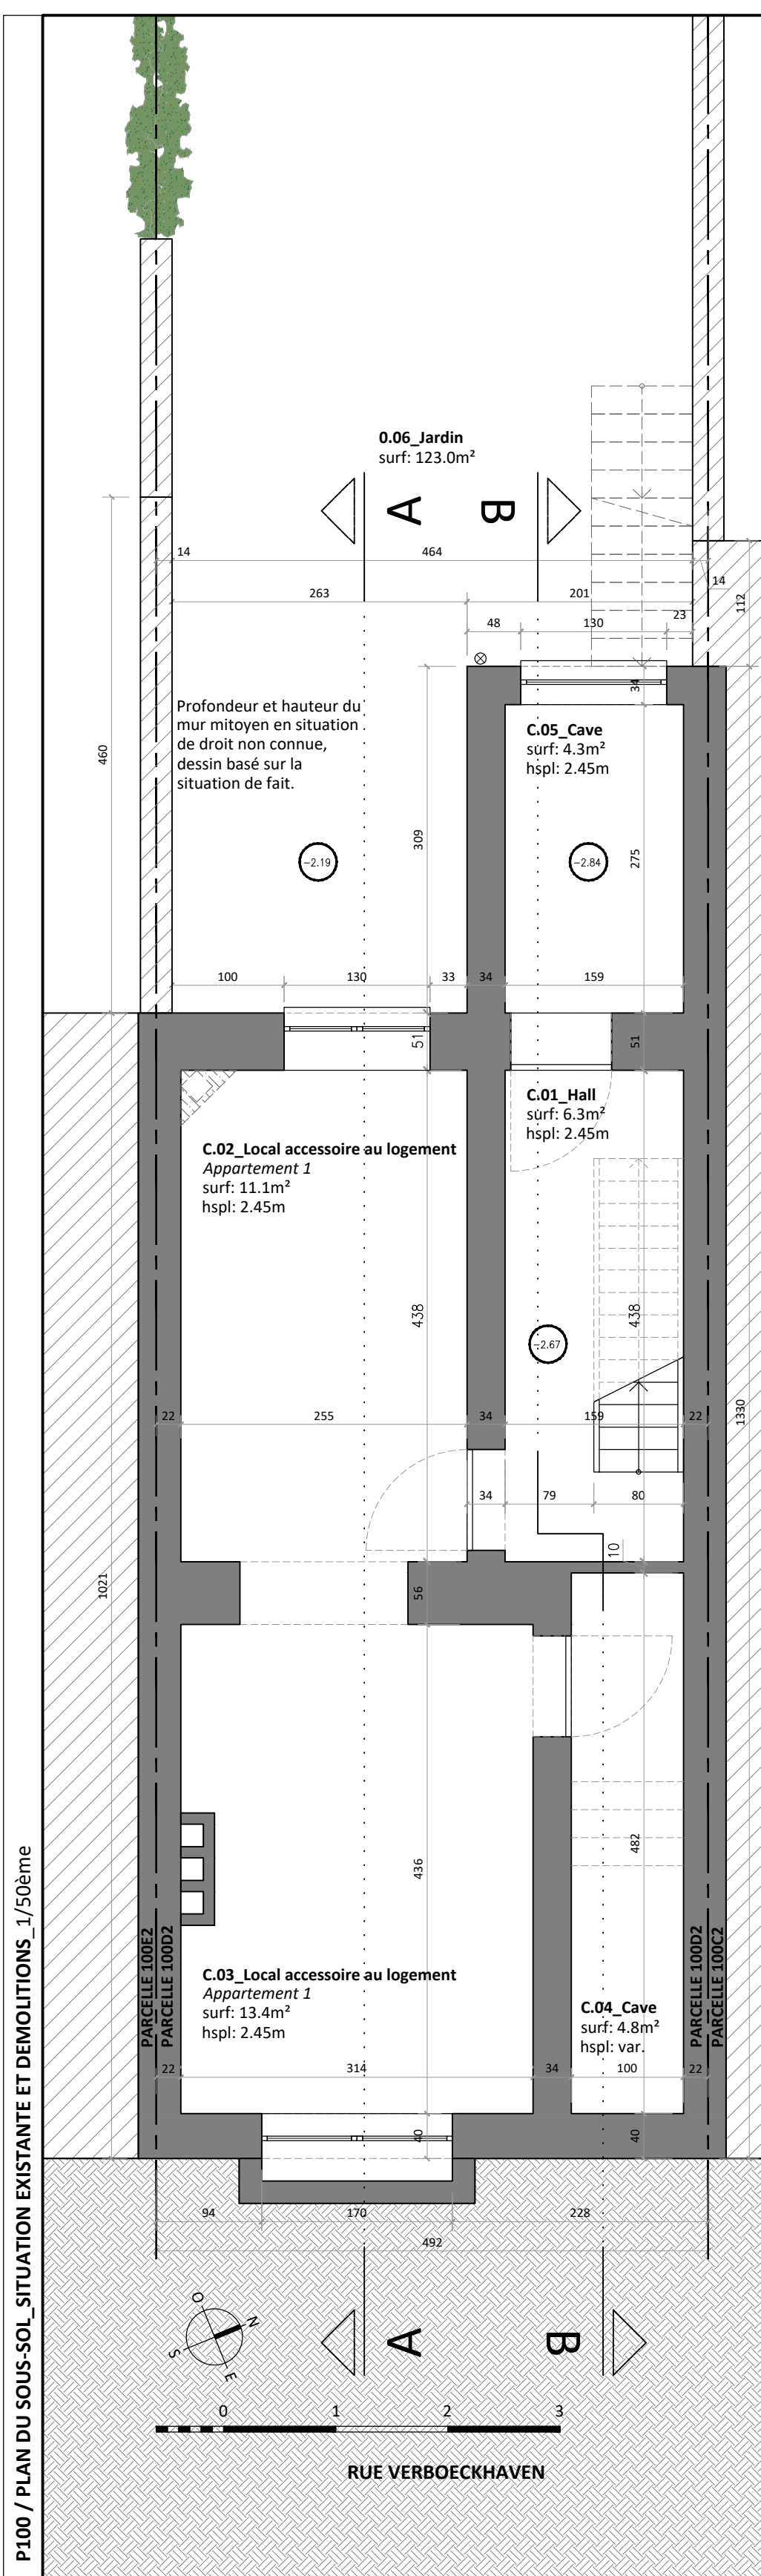 0.06_Jardin
surf: 123.0m²
A
B
14
464
14
112
263
201
48
130
23
34
Profondeur et hauteur du
mur mitoyen en situation
de droit non connue,
dessin basé sur la
situation de fait.
C.05_Cave
surf: 4.3m²
hspl: 2.45m
460
309
275
-2.19
-2.84
100
130
33
34
159
51
51
C.01_Hall
surf: 6.3m²
hspl: 2.45m
C.02_Local accessoire au logement
Appartement 1
surf: 11.1m²
hspl: 2.45m
438
438
-2.67
22
255
34
159
22
1330
34
79
80
10
1021
56
436
482
PARCELLE 100E2
PARCELLE 100D2
PARCELLE 100D2
PARCELLE 100C2
C.03_Local accessoire au logement
Appartement 1
surf: 13.4m²
hspl: 2.45m
C.04_Cave
surf: 4.8m²
hspl: var.
22
314
34
100
22
40
40
94
170
228
492
O
N
S
E
A
B
0
1
2
3
RUE VERBOECKHAVEN
P100 / PLAN DU SOUS-SOL_SITUATION EXISTANTE ET DEMOLITIONS_1/50ème